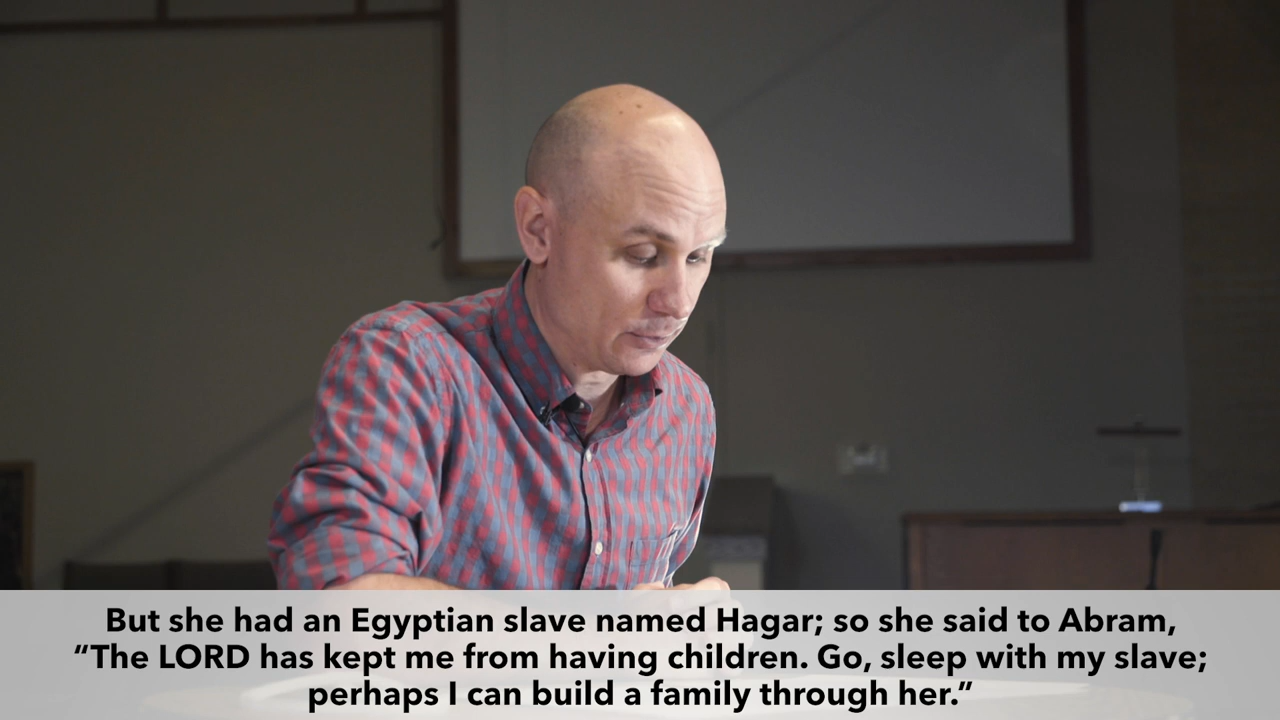 But she had an Egyptian slave named Hagar; so she said to Abram,
“The LORD has kept me from having children. Go, sleep with my slave;
perhaps I can build a family through her.”